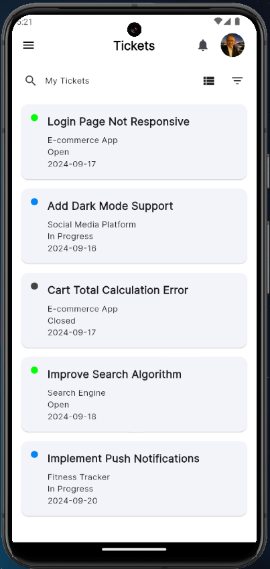 5:21
Tickets
My Tickets
Login Page Not Responsive
E-commerce App
Open
2024-09-17
Add Dark Mode Support
Social Media Platform
In Progress
2024-09-16
Cart Total Calculation Error
E-commerce App
Closed
2024-09-17
Improve Search Algorithm
Search Engine
Open
2024-09-18
Implement Push Notifications
Fitness Tracker
In Progress
2024-09-20